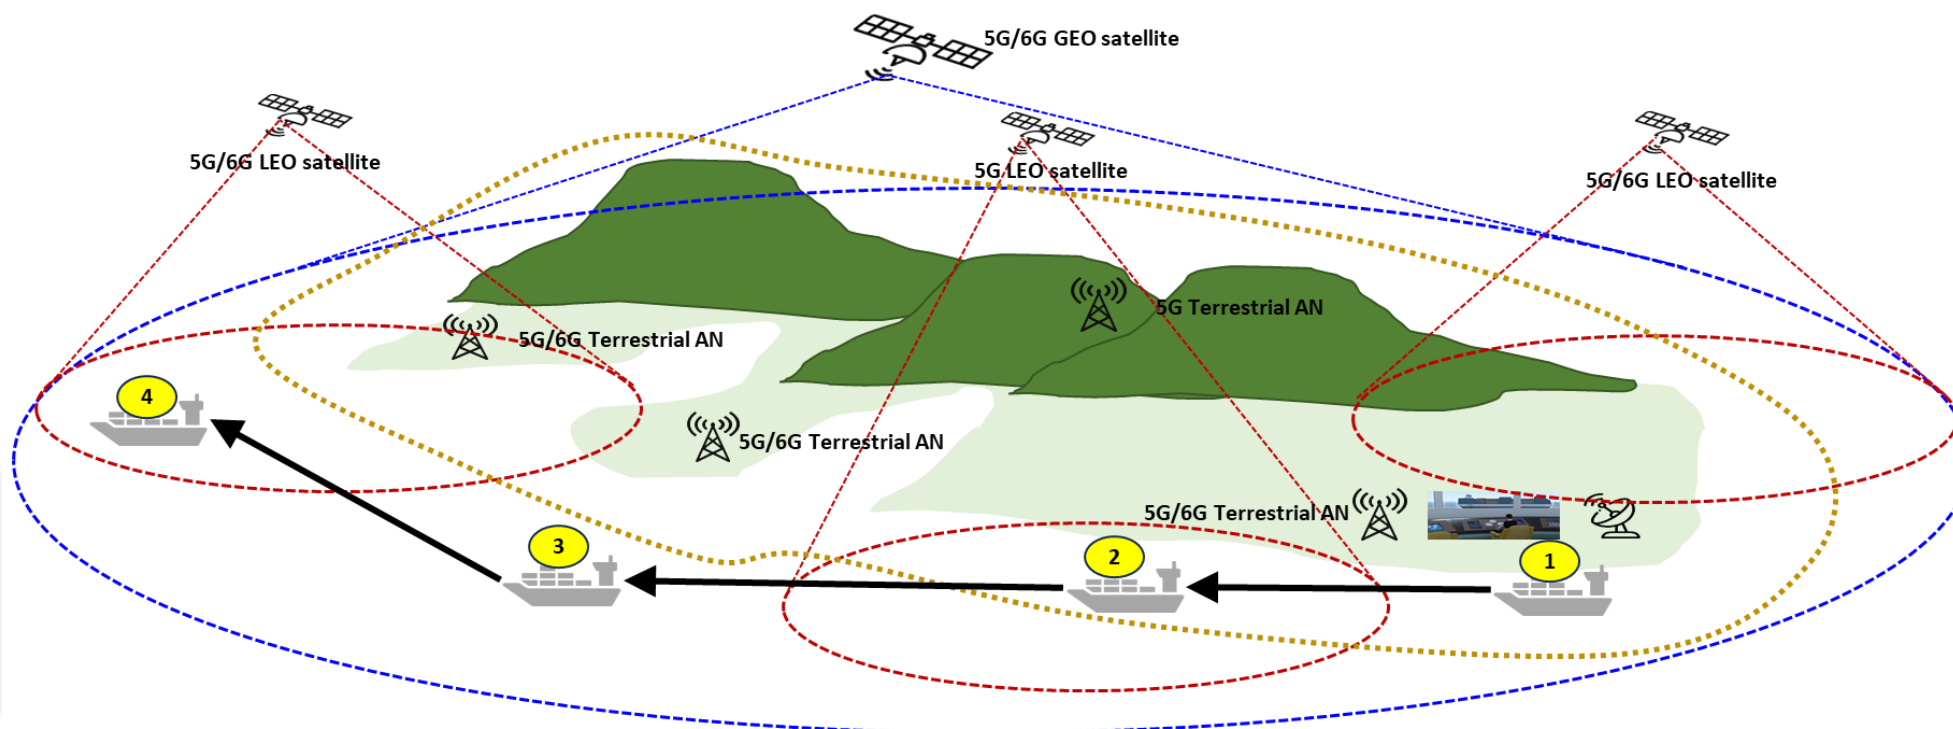 5G/6G GEO satellite
5G/6G LEO satellite
5G LEO satellite
5G/6G LEO satellite
5G Terrestrial AN
5G/6G Terrestrial AN
4
5G/6G Terrestrial AN
5G/6G Terrestrial AN
3
2
1